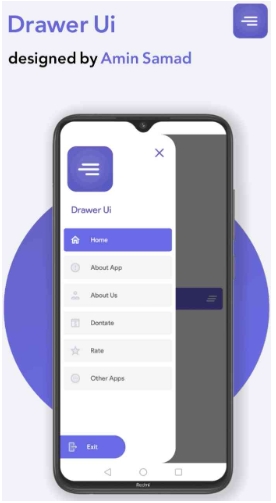 Drawer Ui
designed by Amin Samad
Drawer Ui
Home
About App
About Us
Dontate
Rate
Other Apps
Exit
Redmi